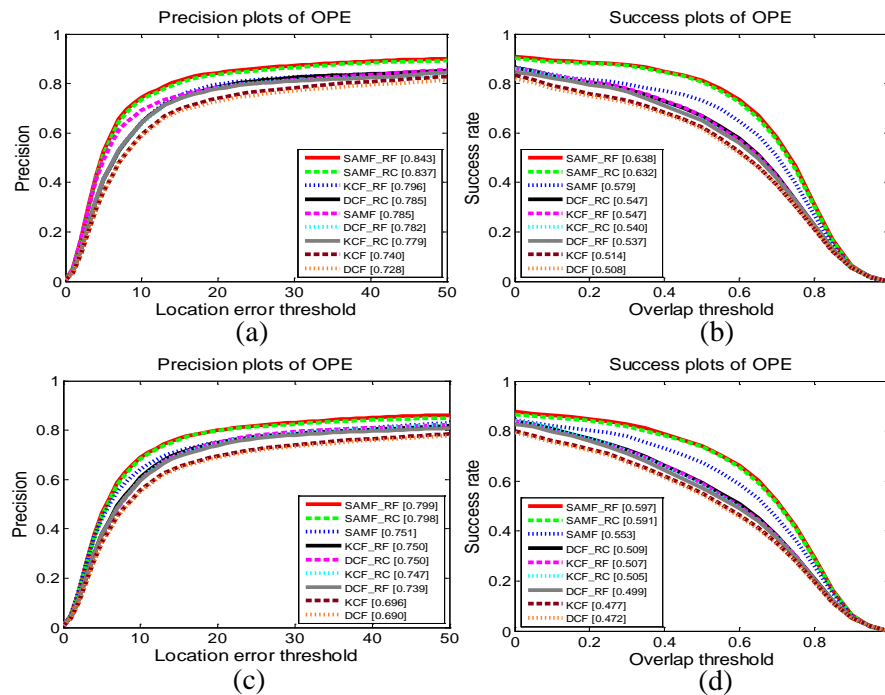 Precision plots of OPE
1
0.8
0.6
0.4
0.2
0
Precision
SAMF_RF [0.843]
SAMF_RC [0.837]
KCF_RF [0.796]
DCF_RC [0.785]
SAMF [0.785]
DCF_RF [0.782]
KCF_RC [0.779]
KCF [0.740]
DCF [0.728]
0 10 20 30 40 50
Location error threshold
(a)
Success plots of OPE
1
0.8
0.6
0.4
0.2
0
Success rate
SAMF_RF [0.638]
SAMF_RC [0.632]
SAMF [0.579]
DCF_RC [0.547]
KCF_RF [0.547]
KCF_RC [0.540]
DCF_RF [0.537]
KCF [0.514]
DCF [0.508]
0 0.2 0.4 0.6 0.8
Overlap threshold
(b)
Precision plots of OPE
1
0.8
0.6
0.4
0.2
0
Precision
SAMF_RF [0.799]
SAMF_RC [0.798]
SAMF [0.751]
KCF_RF [0.750]
DCF_RC [0.750]
KCF_RC [0.747]
DCF_RF [0.739]
KCF [0.696]
DCF [0.690]
0 10 20 30 40 50
Location error threshold
(c)
Success plots of OPE
1
0.8
0.6
0.4
0.2
0
Success rate
SAMF_RF [0.597]
SAMF_RC [0.591]
SAMF [0.553]
DCF_RC [0.509]
KCF_RF [0.507]
KCF_RC [0.505]
DCF_RF [0.499]
KCF [0.477]
DCF [0.472]
0 0.2 0.4 0.6 0.8
Overlap threshold
(d)